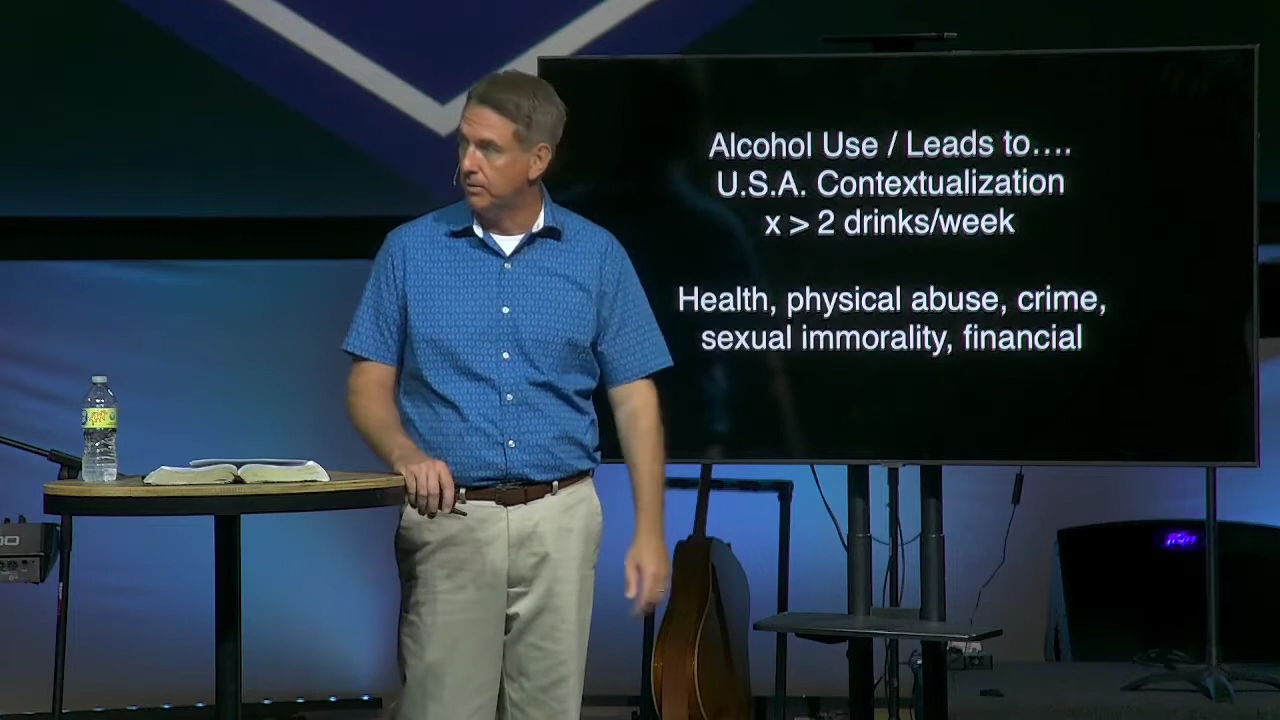 Alcohol Use / Leads to….
U.S.A. Contextualization
x > 2 drinks/week
Health, physical abuse, crime,
sexual immorality, financial